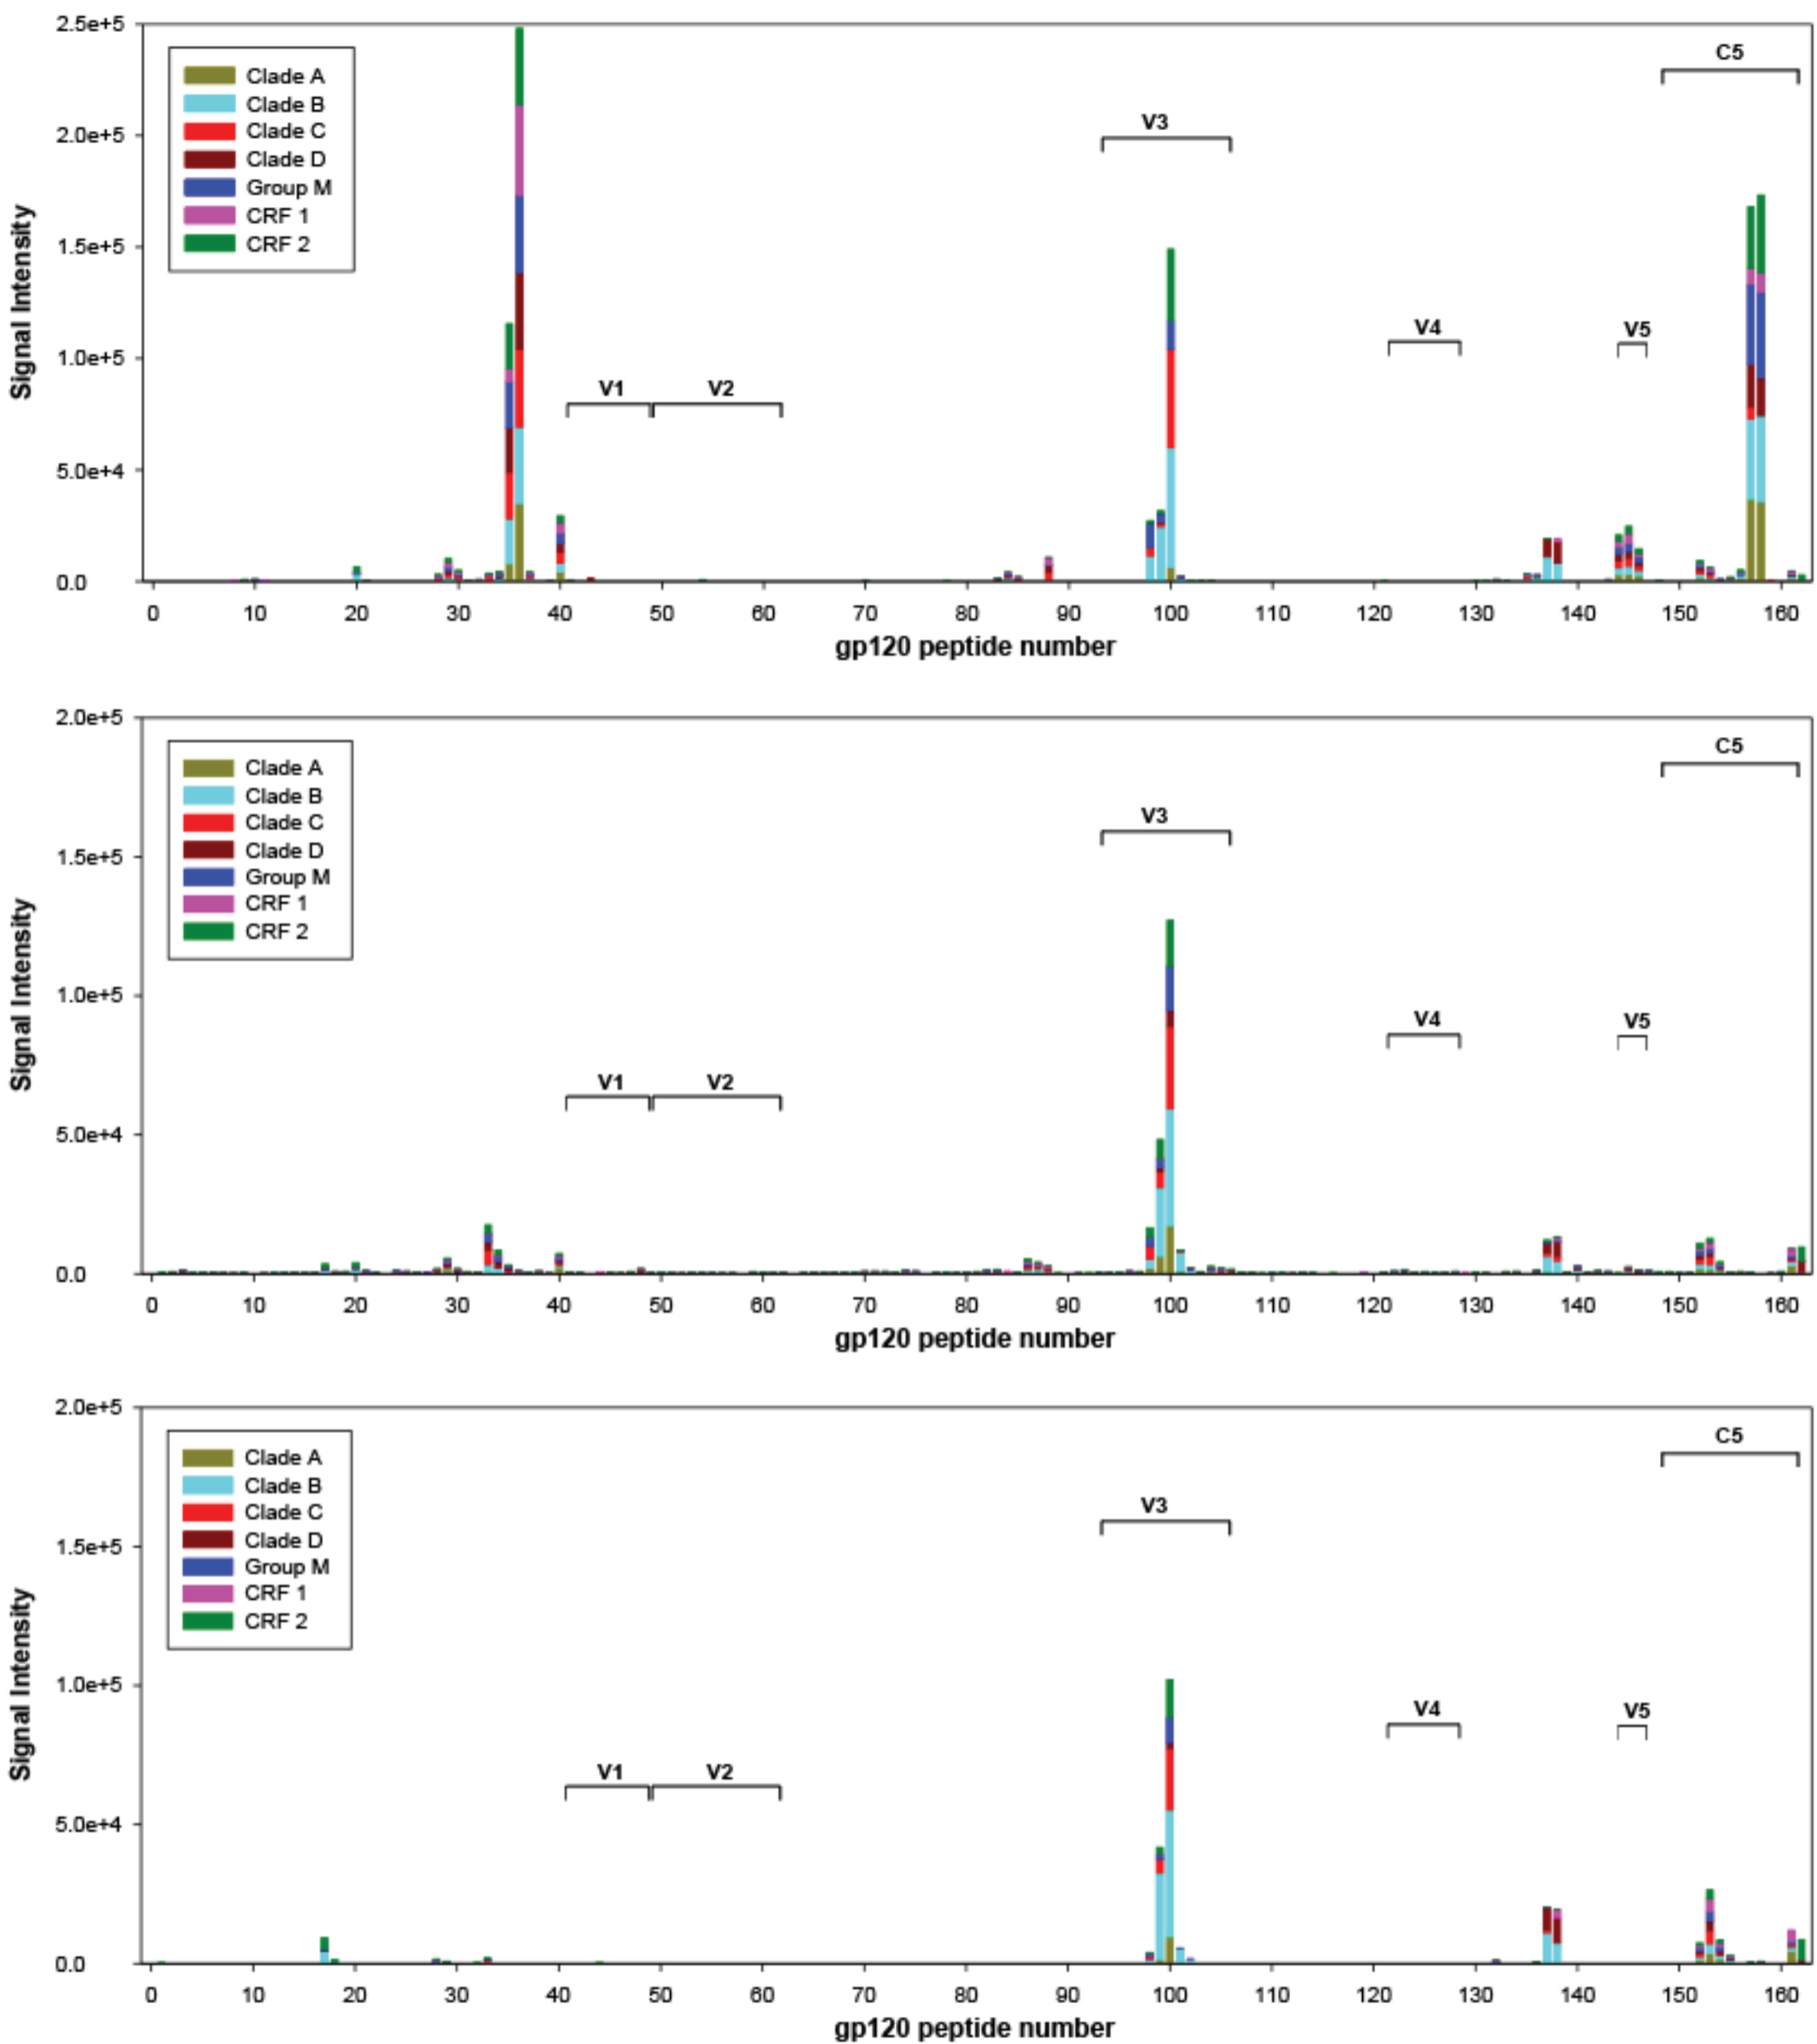 2.5e+5
C5
Clade A
Clade B
Clade C
Clade D
Group M
CRF 1
CRF 2
2.0e+5
V3
1.5e+5
V4
V5
1.0e+5
V1
V2
5.0e+4
0.0
Signal Intensity
0 10 20 30 40 50 60 70 80 90 100 110 120 130 140 150 160
gp120 peptide number
2.0e+5
C5
Clade A
Clade B
Clade C
Clade D
Group M
CRF 1
CRF 2
V3
1.5e+5
1.0e+5
V4
V5
V1
V2
5.0e+4
0.0
Signal Intensity
0 10 20 30 40 50 60 70 80 90 100 110 120 130 140 150 160
gp120 peptide number
2.0e+5
C5
Clade A
Clade B
Clade C
Clade D
Group M
CRF 1
CRF 2
V3
1.5e+5
1.0e+5
V4
V5
V1
V2
5.0e+4
0.0
Signal Intensity
0 10 20 30 40 50 60 70 80 90 100 110 120 130 140 150 160
gp120 peptide number